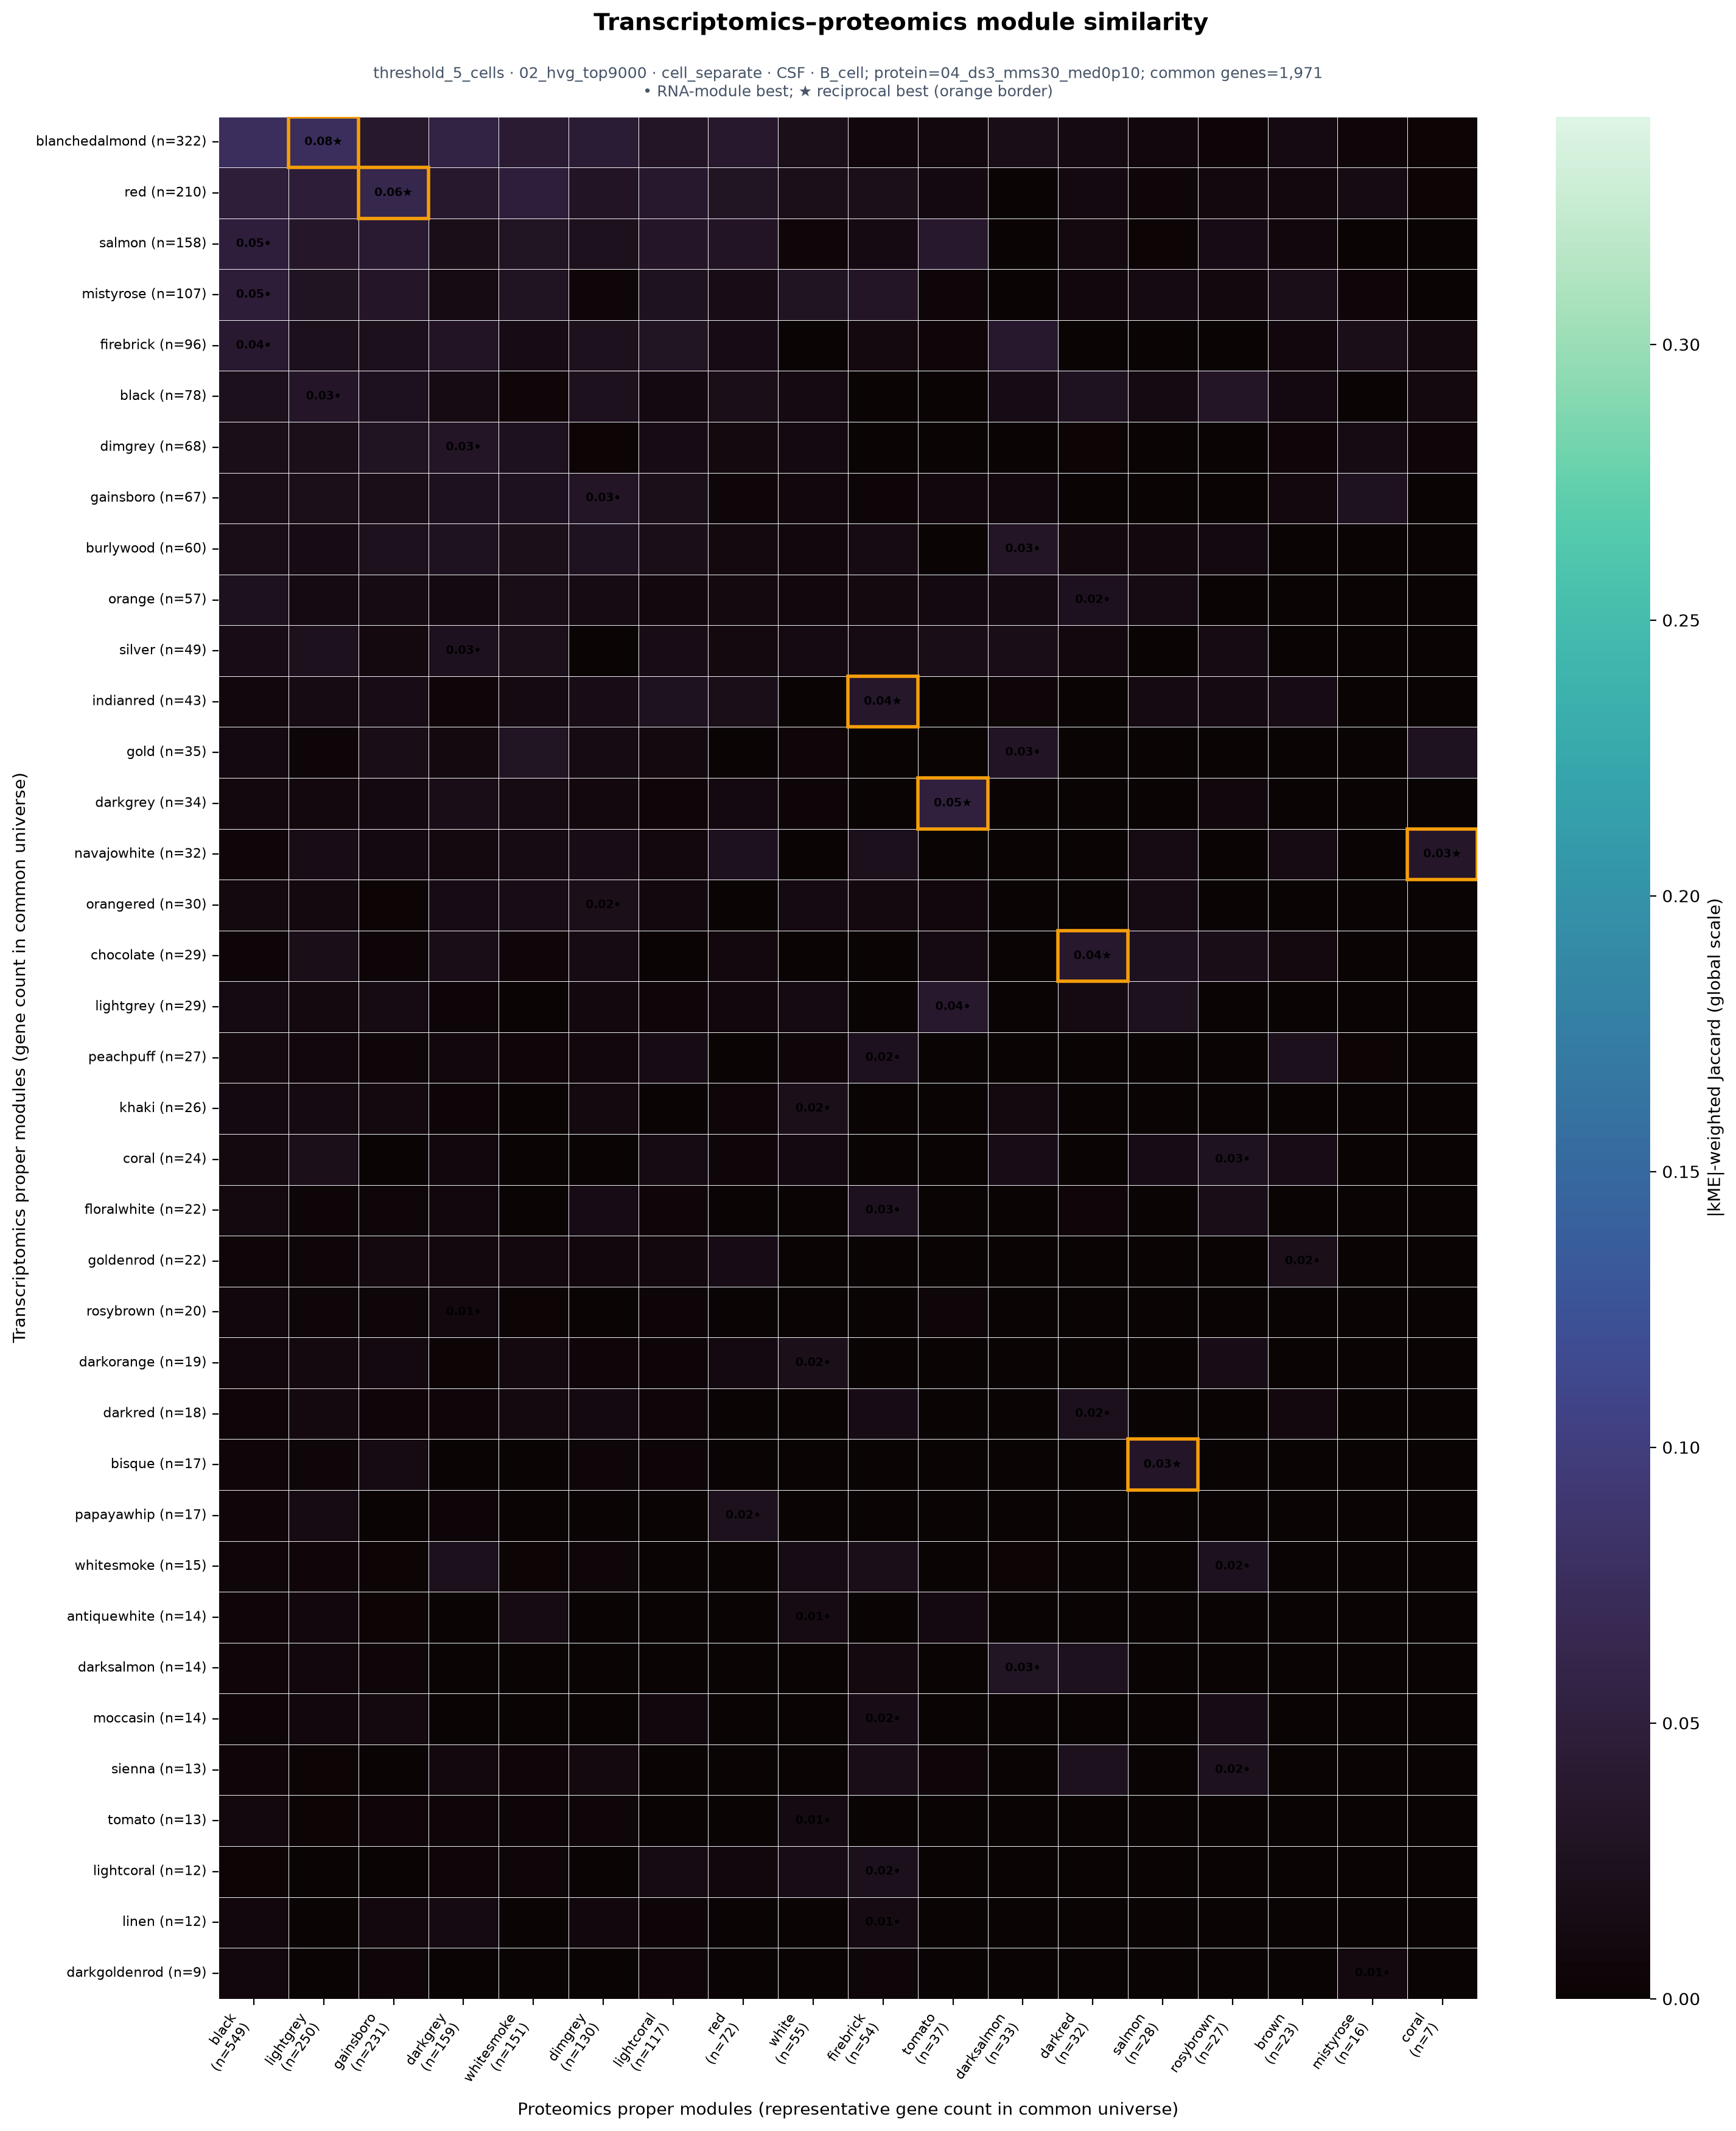 Transcriptomics–proteomics module similarity
threshold_5_cells · 02_hvg_top9000 · cell_separate · CSF · B_cell; protein=04_ds3_mms30_med0p10; common genes=1,971
• RNA-module best; ★ reciprocal best (orange border)
Transcriptomics proper modules (gene count in common universe)
blanchedalmond (n=322)
0.08★
red (n=210)
0.06★
salmon (n=158)
0.05•
mistyrose (n=107)
0.05•
firebrick (n=96)
0.04•
black (n=78)
0.03•
dimgrey (n=68)
0.03•
gainsboro (n=67)
0.03•
burlywood (n=60)
0.03•
orange (n=57)
0.02•
silver (n=49)
0.03•
indianred (n=43)
0.04★
gold (n=35)
0.03•
darkgrey (n=34)
0.05★
navajowhite (n=32)
0.03★
orangered (n=30)
0.02•
chocolate (n=29)
0.04★
lightgrey (n=29)
0.04•
peachpuff (n=27)
0.02•
khaki (n=26)
0.02•
coral (n=24)
0.03•
floralwhite (n=22)
0.03•
goldenrod (n=22)
0.02•
rosybrown (n=20)
0.01•
darkorange (n=19)
0.02•
darkred (n=18)
0.02•
bisque (n=17)
0.03★
papayawhip (n=17)
0.02•
whitesmoke (n=15)
0.02•
antiquewhite (n=14)
0.01•
darksalmon (n=14)
0.03•
moccasin (n=14)
0.02•
sienna (n=13)
0.02•
tomato (n=13)
0.01•
lightcoral (n=12)
0.02•
linen (n=12)
0.01•
darkgoldenrod (n=9)
0.01•
black
(n=549)
lightgrey
(n=250)
gainsboro
(n=231)
darkgrey
(n=159)
whitesmoke
(n=151)
dimgrey
(n=130)
lightcoral
(n=117)
red
(n=72)
white
(n=55)
firebrick
(n=54)
tomato
(n=37)
darksalmon
(n=33)
darkred
(n=32)
salmon
(n=28)
rosybrown
(n=27)
brown
(n=23)
mistyrose
(n=16)
coral
(n=7)
Proteomics proper modules (representative gene count in common universe)
0.30
0.25
0.20
0.15
0.10
0.05
0.00
|kME|-weighted Jaccard (global scale)